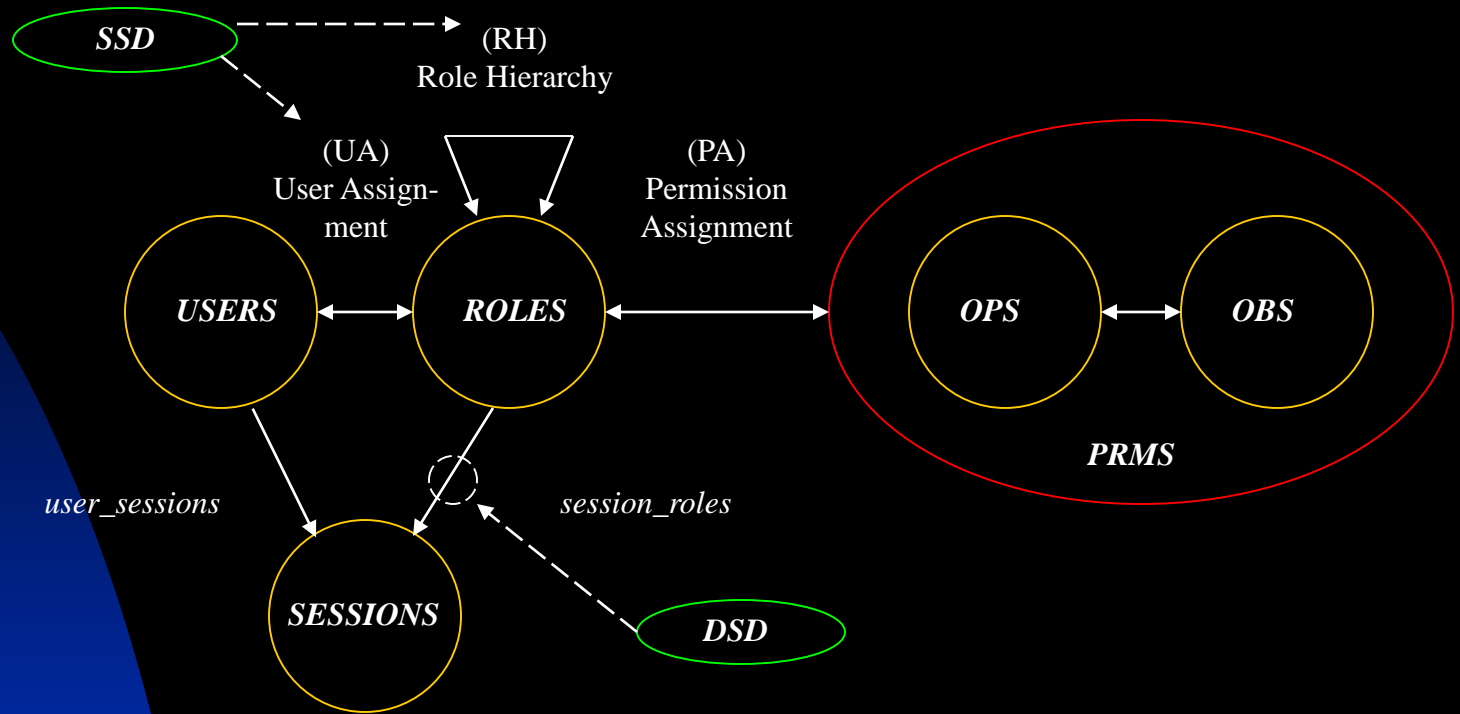 SSD
(RH)
Role Hierarchy
(UA)
User Assign-
ment
(PA)
Permission
Assignment
USERS
ROLES
OPS
OBS
PRMS
user_sessions
session_roles
SESSIONS
DSD